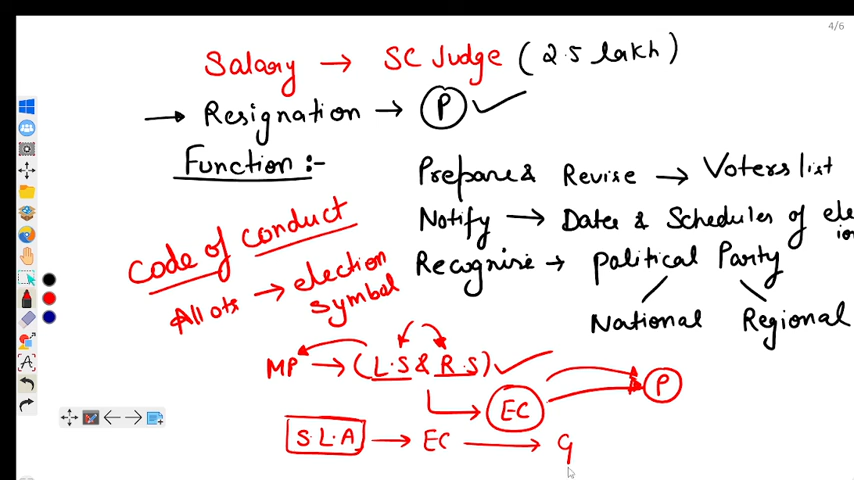 4/6
Salary → SC Judge (2.5 lakh)
→ Resignation → P ✓
Function :-
Prepare & Revise → Voters list
Notify → Dates & Schedules of elect
ion
Code of conduct
Recognise → Political Party
National Regional
Allots → election
symbol
MP → (L.S & R.S) ✓
EC → P
S.L.A → EC → G